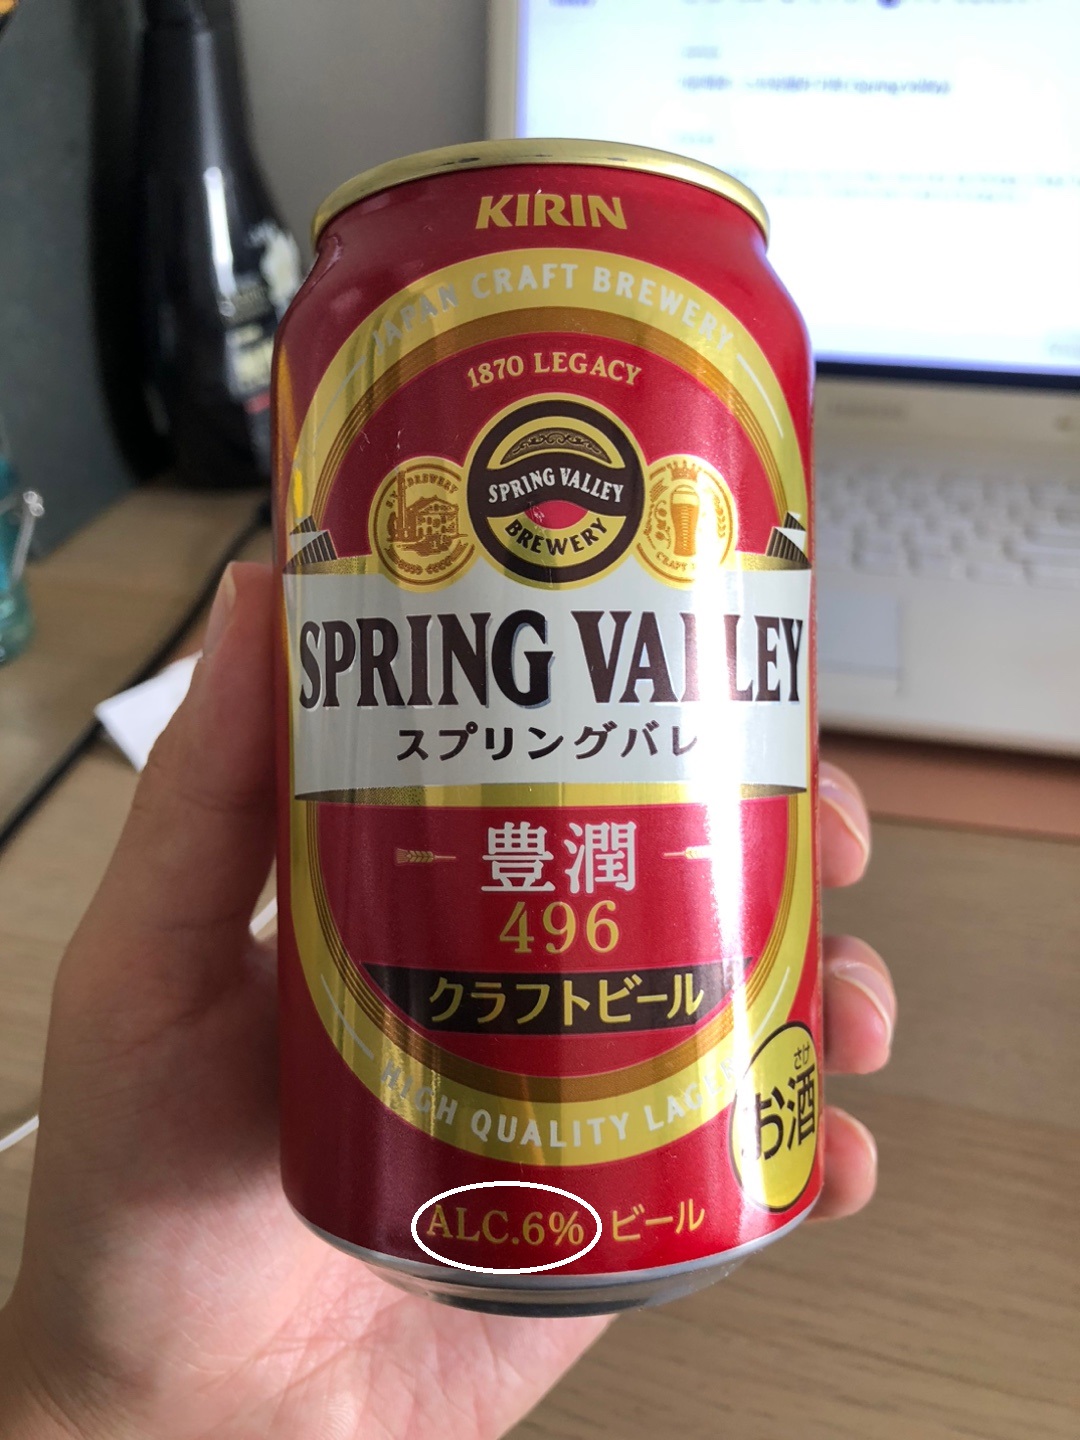 KIRIN
JAPAN CRAFT BREWERY
1870 LEGACY
SPRING VALLEY
BREWERY
SPRING VALLEY
スプリングバレ
豊潤
496
クラフトビール
HIGH QUALITY LAGER
さけ
お酒
ALC.6% ビール